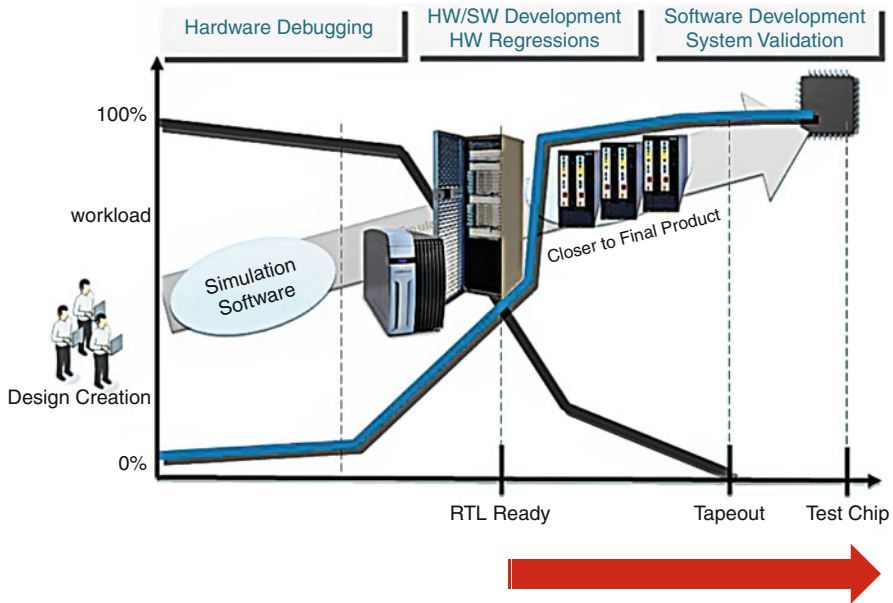 Hardware Debugging
HW/SW Development
HW Regressions
Software Development
System Validation
100%
workload
Simulation
Software
Closer to Final Product
Design Creation
0%
RTL Ready
Tapeout
Test Chip